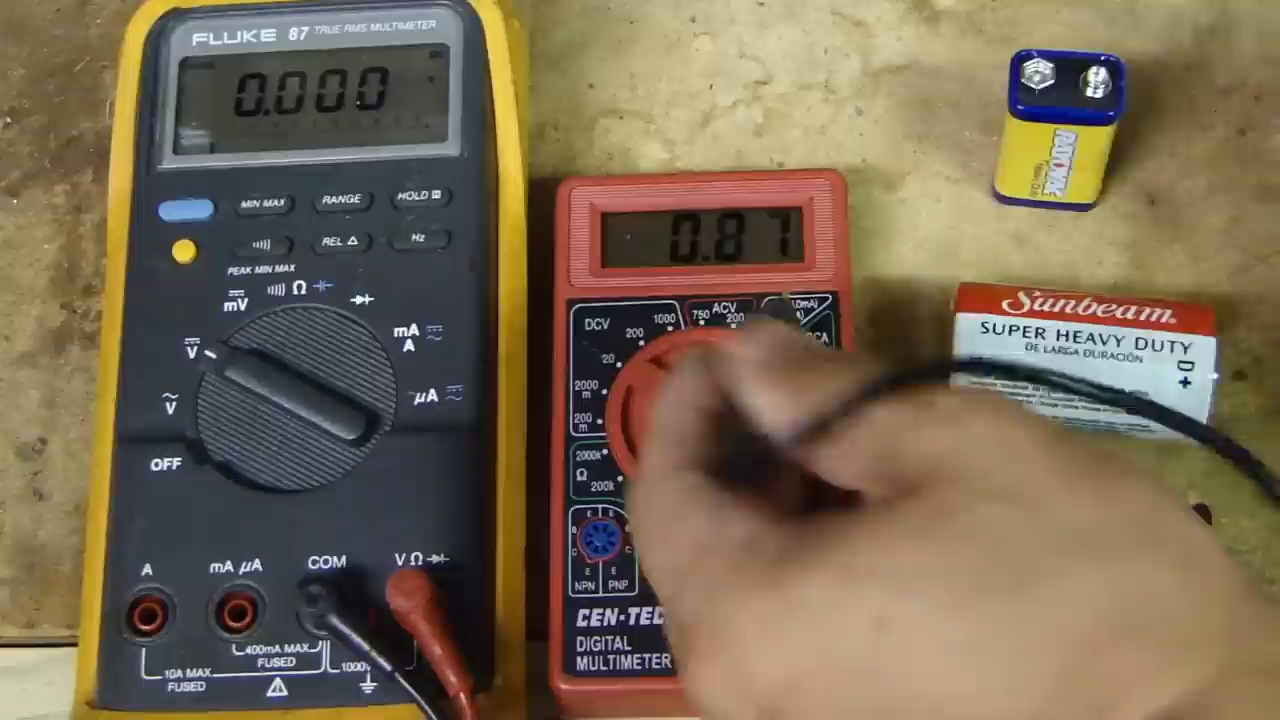 FLUKE 87 TRUE RMS MULTIMETER
0.000
MIN MAX
RANGE
HOLD H
REL Δ
Hz
PEAK MIN MAX
mV
Ω
V
mA
A
µA
V
OFF
A
mA µA
COM
V Ω
400mA MAX
FUSED
10A MAX
FUSED
1000V
0.87
DCV
1000
750
ACV
200
200
20
2000
m
200
m
2000k
Ω
200k
E
E
B
C
C
E
E
NPN
PNP
CEN-TEC
DIGITAL
MULTIMETER
RAYOVAC
Sunbeam®
SUPER HEAVY DUTY
DE LARGA DURACIÓN
D
+